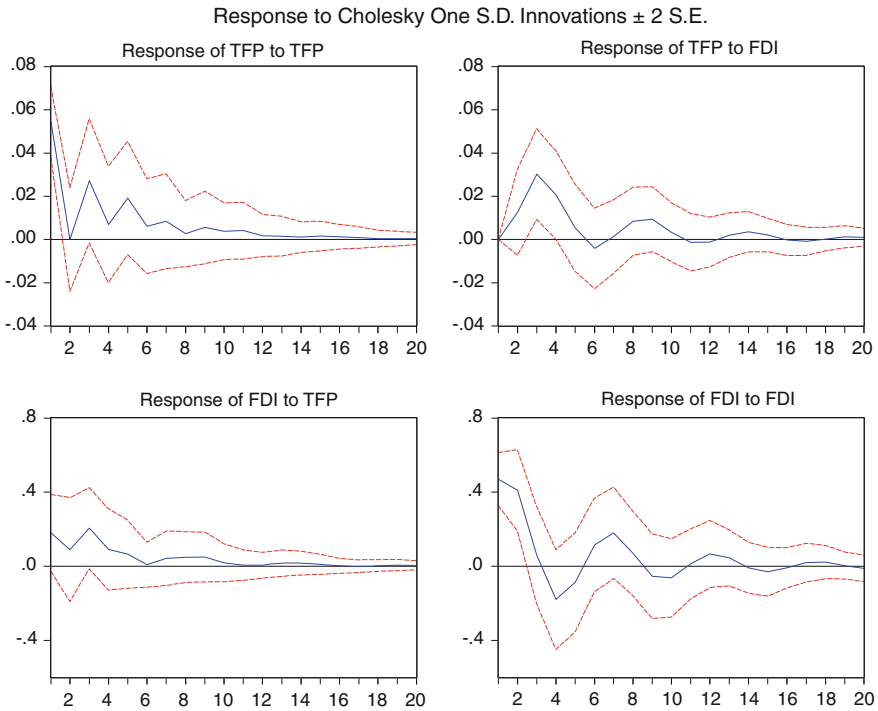 Response to Cholesky One S.D. Innovations ± 2 S.E.
Response of TFP to TFP
.08
.06
.04
.02
.00
-.02
-.04
2 4 6 8 10 12 14 16 18 20
Response of TFP to FDI
.08
.06
.04
.02
.00
-.02
-.04
2 4 6 8 10 12 14 16 18 20
Response of FDI to TFP
.8
.4
.0
-.4
2 4 6 8 10 12 14 16 18 20
Response of FDI to FDI
.8
.4
.0
-.4
2 4 6 8 10 12 14 16 18 20